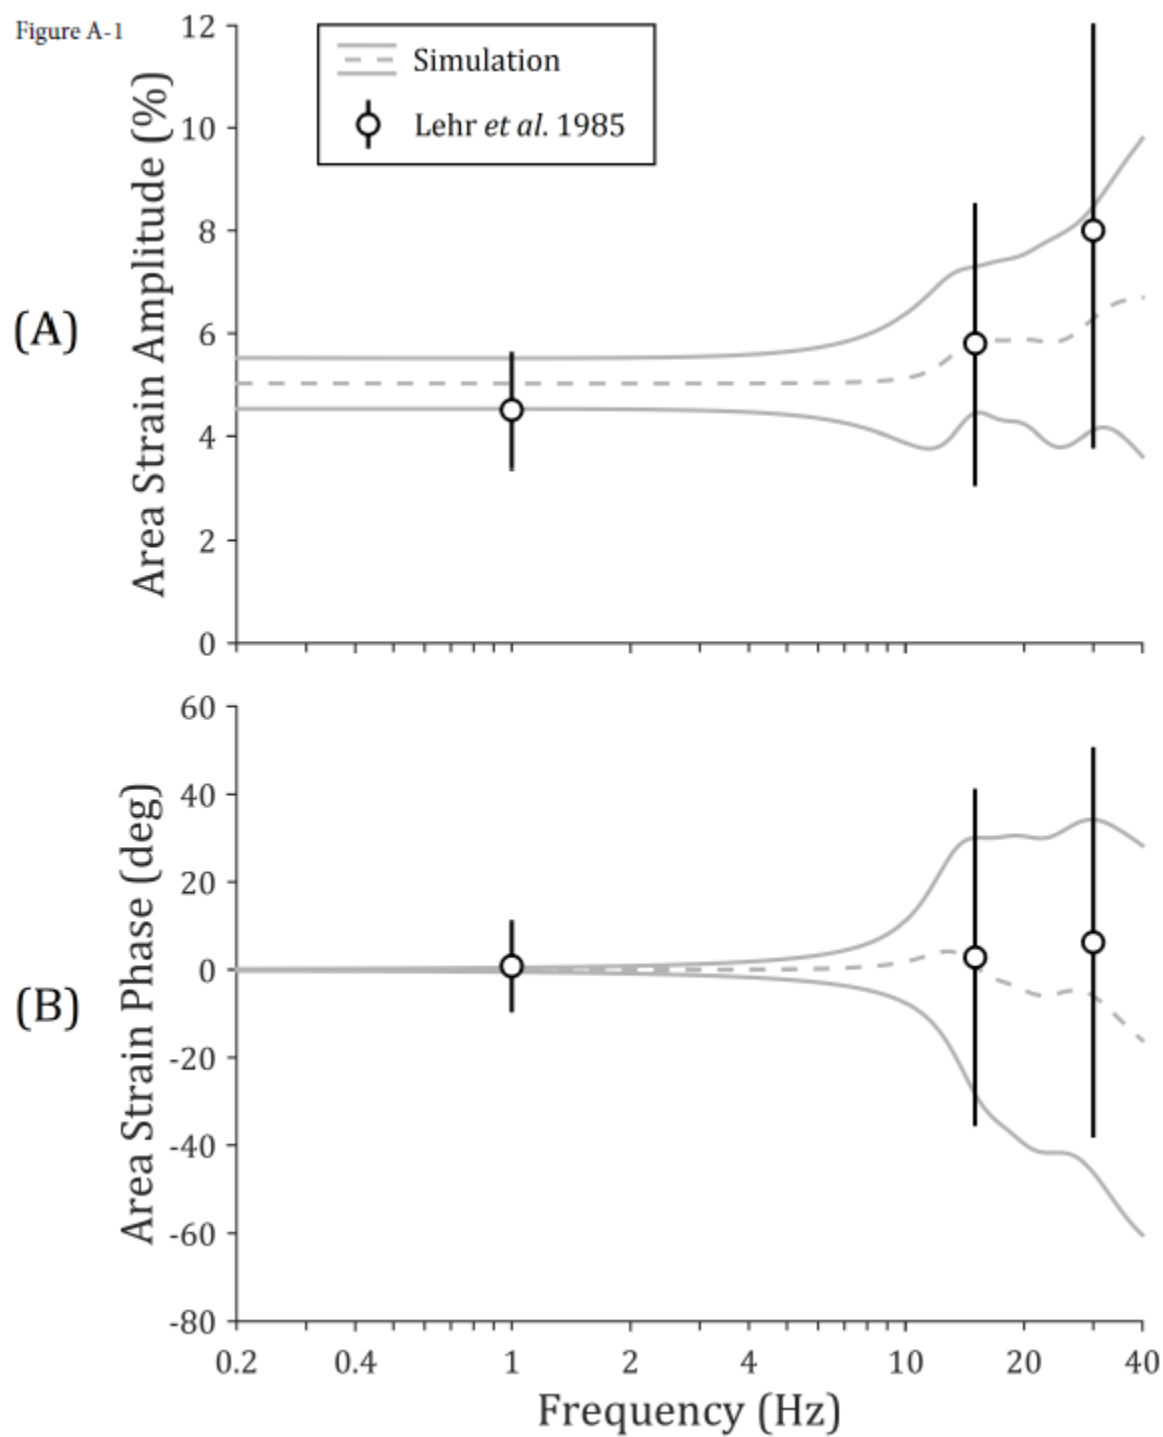 Figure A-1
12
10
8
6
4
2
0
Area Strain Amplitude (%)
(A)
Simulation
Lehr et al. 1985
60
40
20
0
-20
-40
-60
-80
Area Strain Phase (deg)
(B)
0.2 0.4 1 2 4 10 20 40
Frequency (Hz)